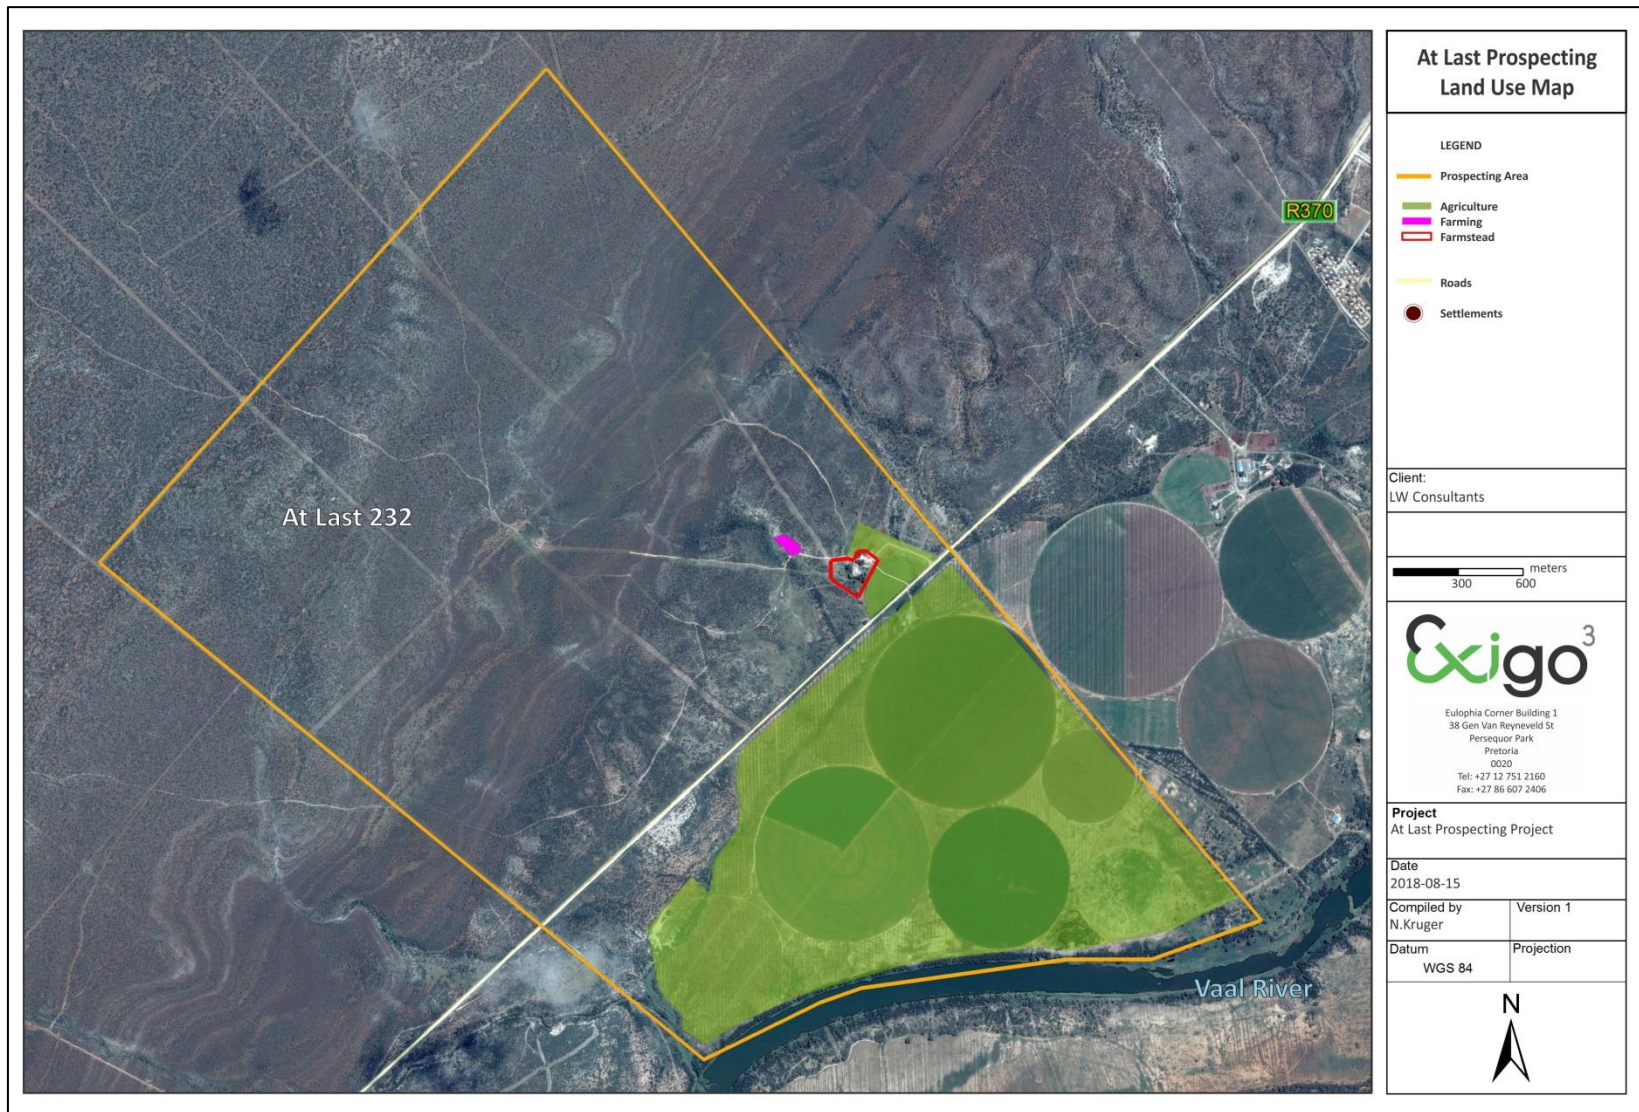 At Last Prospecting
Land Use Map
LEGEND
Prospecting Area
Agriculture
Farming
Farmstead
Roads
Settlements
R370
At Last 232
Vaal River
Client:
LW Consultants
meters
300 600
Exigo3
Eulophia Corner Building 1
38 Gen Van Reyneveld St
Persequor Park
Pretoria
0020
Tel: +27 12 751 2160
Fax: +27 86 607 2406
Project
At Last Prospecting Project
Date
2018-08-15
Compiled by
N.Kruger
Version 1
Datum
WGS 84
Projection
N